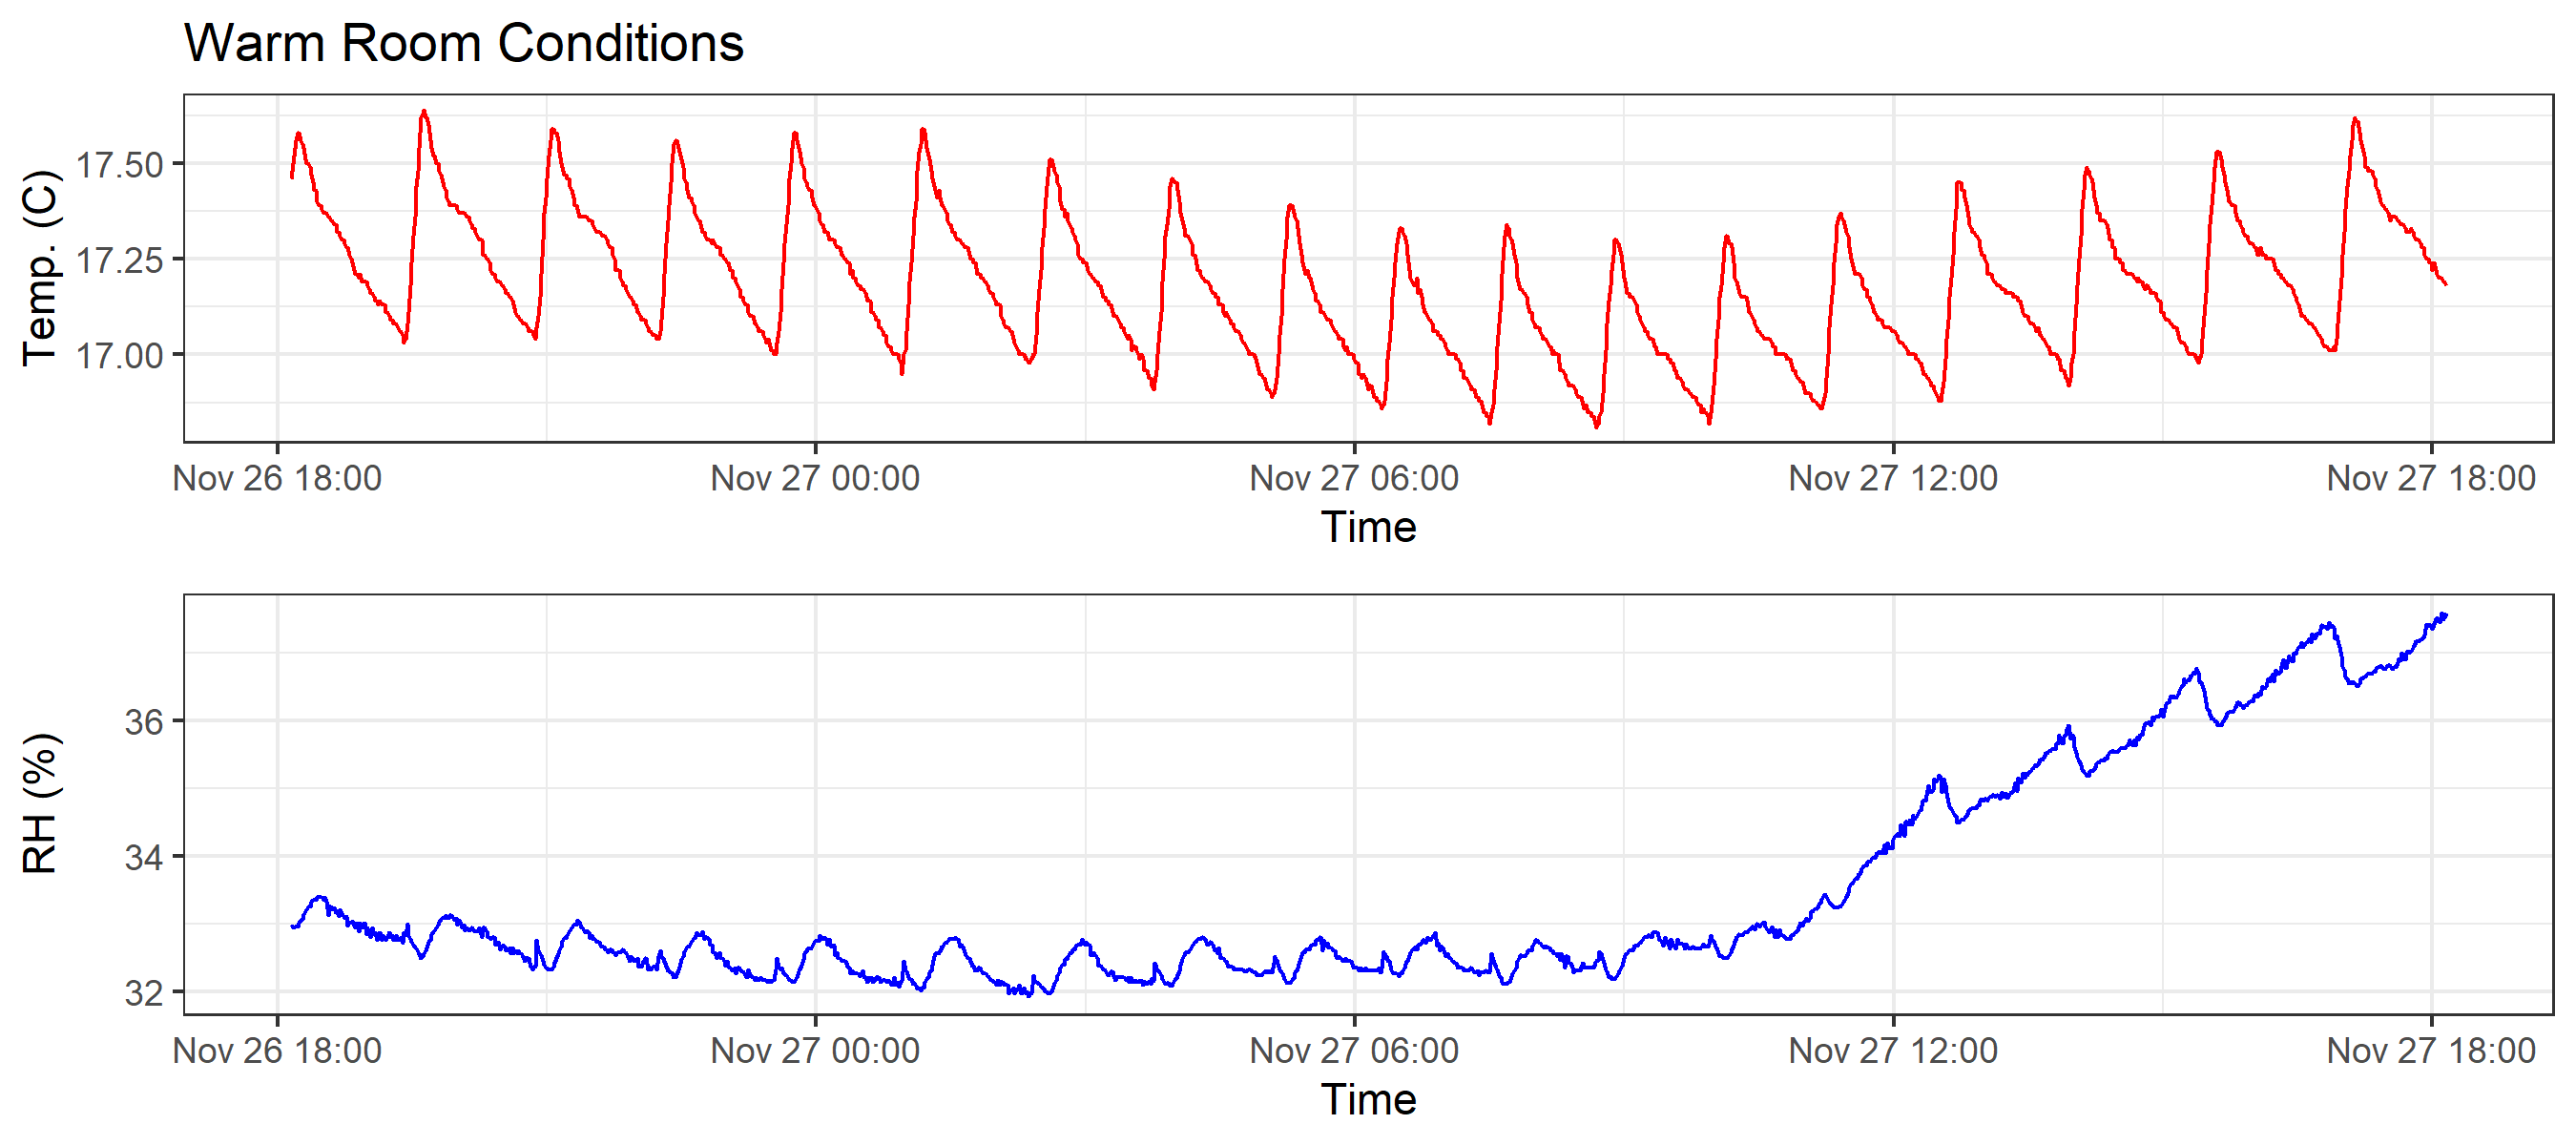 Warm Room Conditions
Temp. (C)
17.50
17.25
17.00
Nov 26 18:00 Nov 27 00:00 Nov 27 06:00 Nov 27 12:00 Nov 27 18:00
Time
RH (%)
36
34
32
Nov 26 18:00 Nov 27 00:00 Nov 27 06:00 Nov 27 12:00 Nov 27 18:00
Time